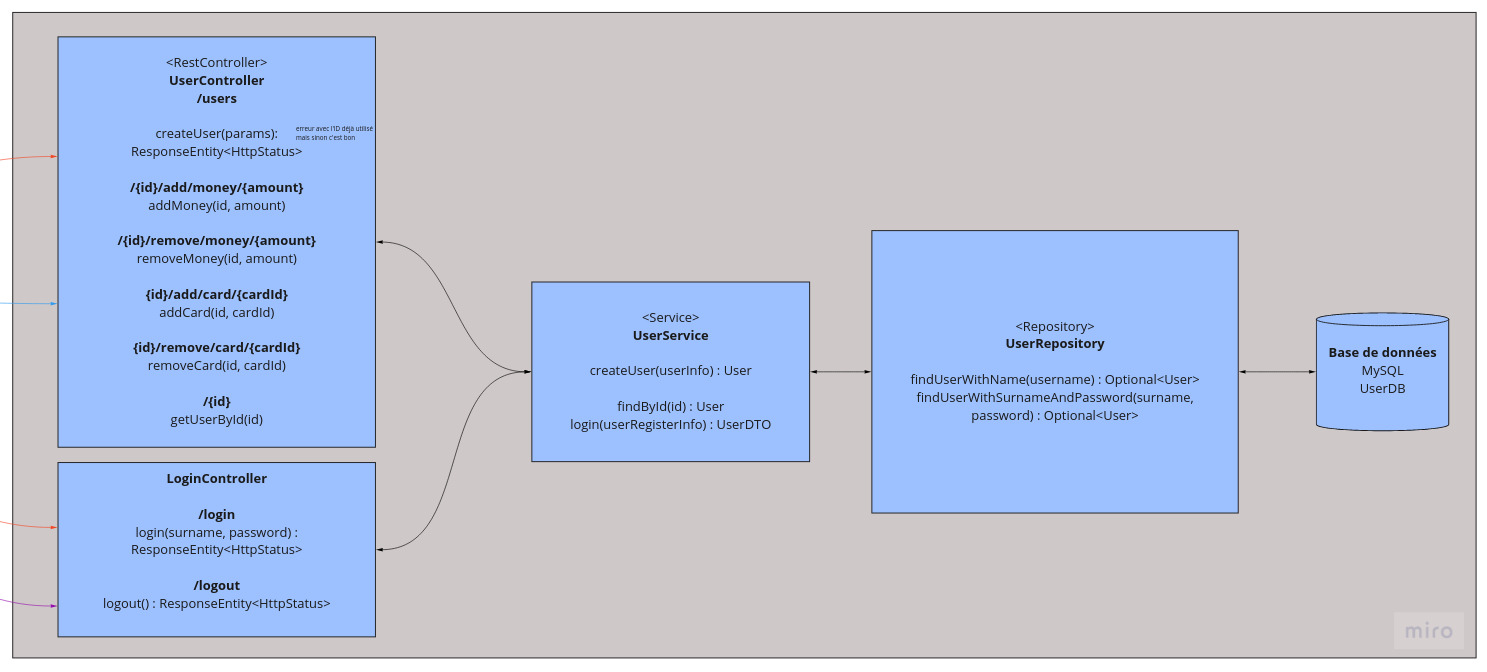 <RestController>
UserController
/users
createUser(params):
ResponseEntity<HttpStatus>
erreur avec l'ID déjà utilisé
mais sinon c'est bon
/{id}/add/money/{amount}
addMoney(id, amount)
/{id}/remove/money/{amount}
removeMoney(id, amount)
{id}/add/card/{cardId}
addCard(id, cardId)
{id}/remove/card/{cardId}
removeCard(id, cardId)
/{id}
getUserById(id)
LoginController
/login
login(surname, password) :
ResponseEntity<HttpStatus>
/logout
logout() : ResponseEntity<HttpStatus>
<Service>
UserService
createUser(userInfo) : User
findById(id) : User
login(userRegisterInfo) : UserDTO
<Repository>
UserRepository
findUserWithName(username) : Optional<User>
findUserWithSurnameAndPassword(surname,
password) : Optional<User>
Base de données
MySQL
UserDB
miro